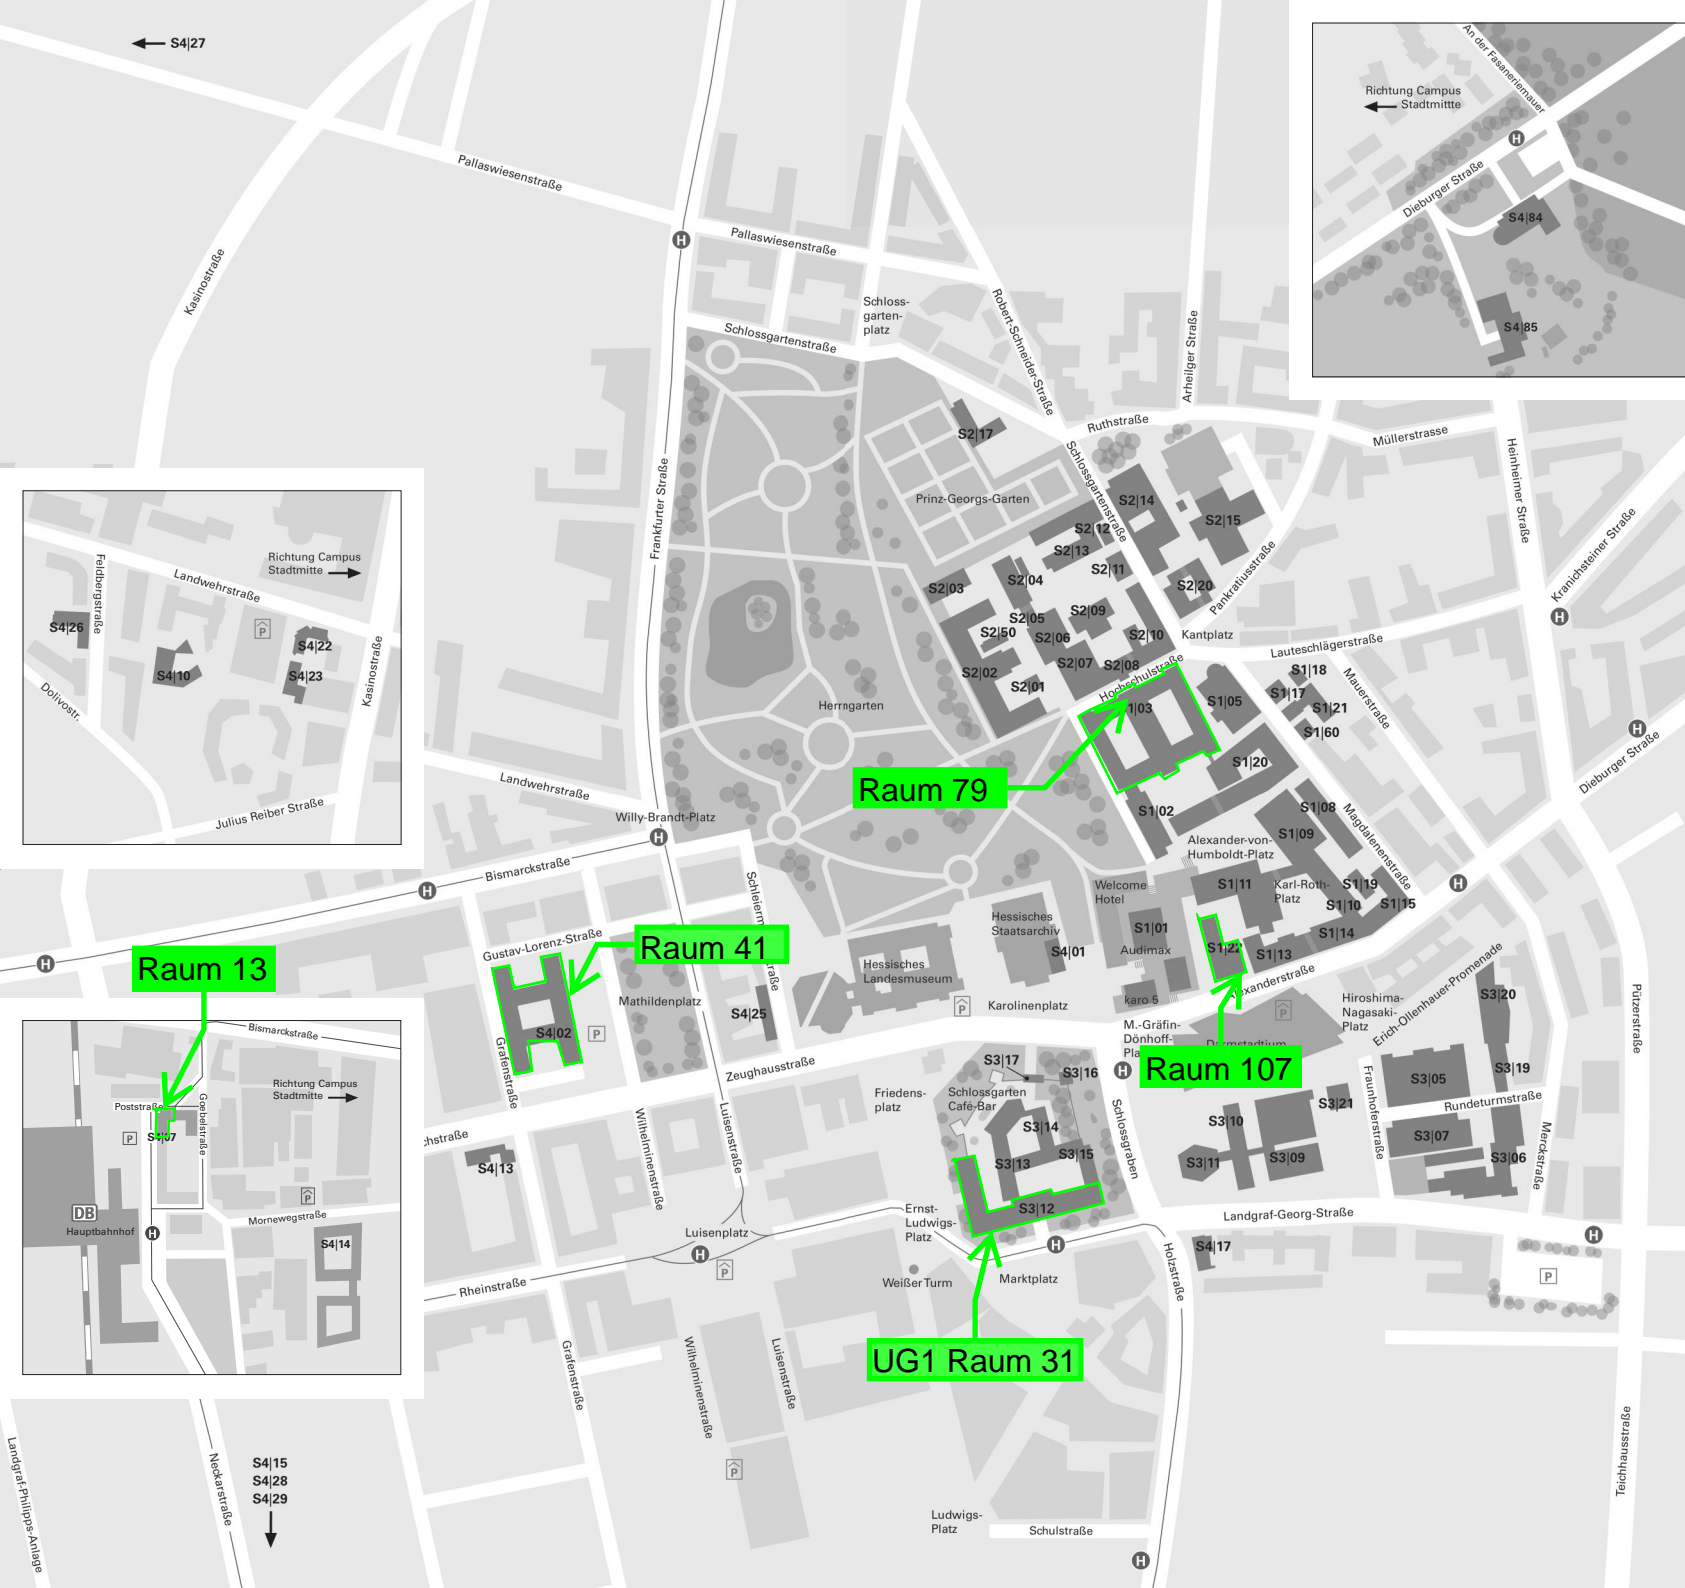 S4|27
Pallaswiesenstraße
Pallaswiesenstraße
Kasinostraße
H
Schlossgartenstraße
Schloss-
garten-
platz
Robert-Schneider-Straße
Arheilger Straße
Ruthstraße
Müllerstrasse
Heinheimer Straße
Kranichsteiner Straße
An der Fasaneriemauer
Richtung Campus
Stadtmittte
H
Dieburger Straße
S4|84
S4|85
Frankfurter Straße
S2|17
Prinz-Georgs-Garten
Schlossgartenstraße
S2|14
S2|15
S2|12
S2|13
S2|11
S2|20
Pankratiusstraße
S2|03
S2|04
S2|05
S2|50
S2|06
S2|09
S2|10
S2|07
S2|08
S2|02
S2|01
Kantplatz
Hochschulstraße
Lauteschlägerstraße
H
Mauerstraße
Herrngarten
S1|18
S1|17
S1|21
S1|60
S1|05
S1|20
H
Dieburger Straße
Raum 79
S1|02
S1|08
S1|09
Magdalenenstraße
Alexander-von-
Humboldt-Platz
S1|11
Karl-Roth-
Platz
S1|19
S1|10
S1|15
S1|14
S1|13
S1|22
H
Welcome
Hotel
S1|01
Audimax
karo 5
Hessisches
Staatsarchiv
S4|01
Hessisches
Landesmuseum
Karolinenplatz
P
P
Richtung Campus
Stadtmitte
Feldbergstraße
Landwehrstraße
S4|26
S4|10
P
S4|22
S4|23
Kasinostraße
Dolivostr.
Julius Reiber Straße
Landwehrstraße
Willy-Brandt-Platz
H
Bismarckstraße
H
H
Raum 13
Gustav-Lorenz-Straße
Raum 41
Mathildenplatz
S4|02
P
S4|25
Grafenstraße
Zeughausstraße
M.-Gräfin-
Dönhoff-
H
Raum 107
Hiroshima-
Nagasaki-
Platz
Erich-Ollenhauer-Promenade
S3|20
Pützerstraße
S3|19
S3|05
Rundeturmstraße
Fraunhoferstraße
S3|07
S3|06
Merckstraße
S3|21
S3|10
S3|11
S3|09
Schlossgraben
S3|17
S3|16
Schlossgarten
Café-Bar
Friedens-
platz
S3|14
S3|13
S3|15
S3|12
Ernst-
Ludwigs-
Platz
H
Marktplatz
Weißer Turm
UG1 Raum 31
Landgraf-Georg-Straße
H
P
S4|17
Holzstraße
Bismarckstraße
Richtung Campus
Stadtmitte
Poststraße
Goebelstraße
P
S4|07
P
DB
Hauptbahnhof
H
Mornewegstraße
S4|14
S4|13
Wilhelminenstraße
Luisenstraße
Luisenplatz
H
P
Rheinstraße
Grafenstraße
Wilhelminenstraße
Luisenstraße
P
Landgraf-Philipps-Anlage
Neckarstraße
S4|15
S4|28
S4|29
Ludwigs-
Platz
Schulstraße
H
Teichhausstraße